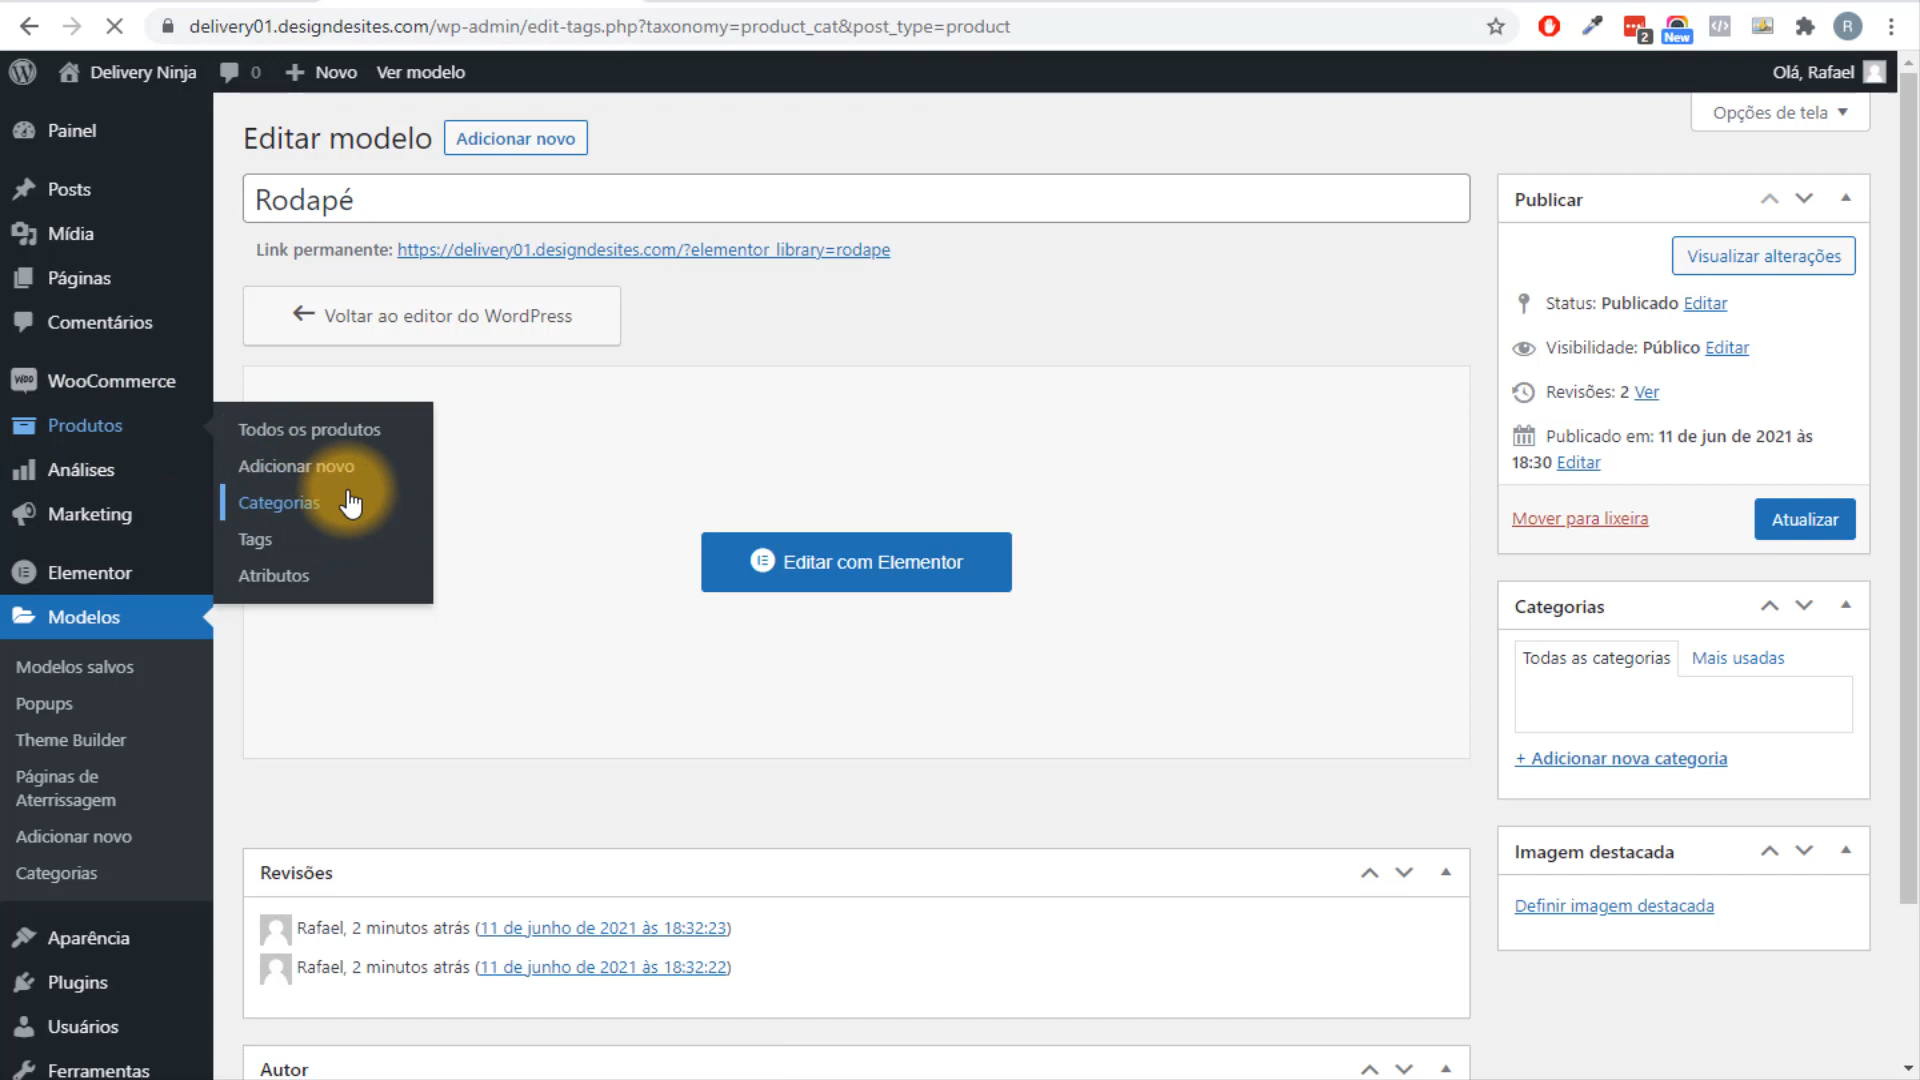 delivery01.designdesites.com/wp-admin/edit-tags.php?taxonomy=product_cat&post_type=product
2
New
R
Delivery Ninja
0
Novo
Ver modelo
Olá, Rafael
Opções de tela
Painel
Posts
Mídia
Páginas
Comentários
WooCommerce
Produtos
Análises
Marketing
Elementor
Modelos
Modelos salvos
Popups
Theme Builder
Páginas de
Aterrissagem
Adicionar novo
Categorias
Aparência
Plugins
Usuários
Ferramentas
Todos os produtos
Adicionar novo
Categorias
Tags
Atributos
Editar modelo
Adicionar novo
Rodapé
Link permanente: https://delivery01.designdesites.com/?elementor_library=rodape
Voltar ao editor do WordPress
Editar com Elementor
Revisões
Rafael, 2 minutos atrás (11 de junho de 2021 às 18:32:23)
Rafael, 2 minutos atrás (11 de junho de 2021 às 18:32:22)
Autor
Publicar
Visualizar alterações
Status: Publicado Editar
Visibilidade: Público Editar
Revisões: 2 Ver
Publicado em: 11 de jun de 2021 às
18:30 Editar
Mover para lixeira
Atualizar
Categorias
Todas as categorias
Mais usadas
+ Adicionar nova categoria
Imagem destacada
Definir imagem destacada